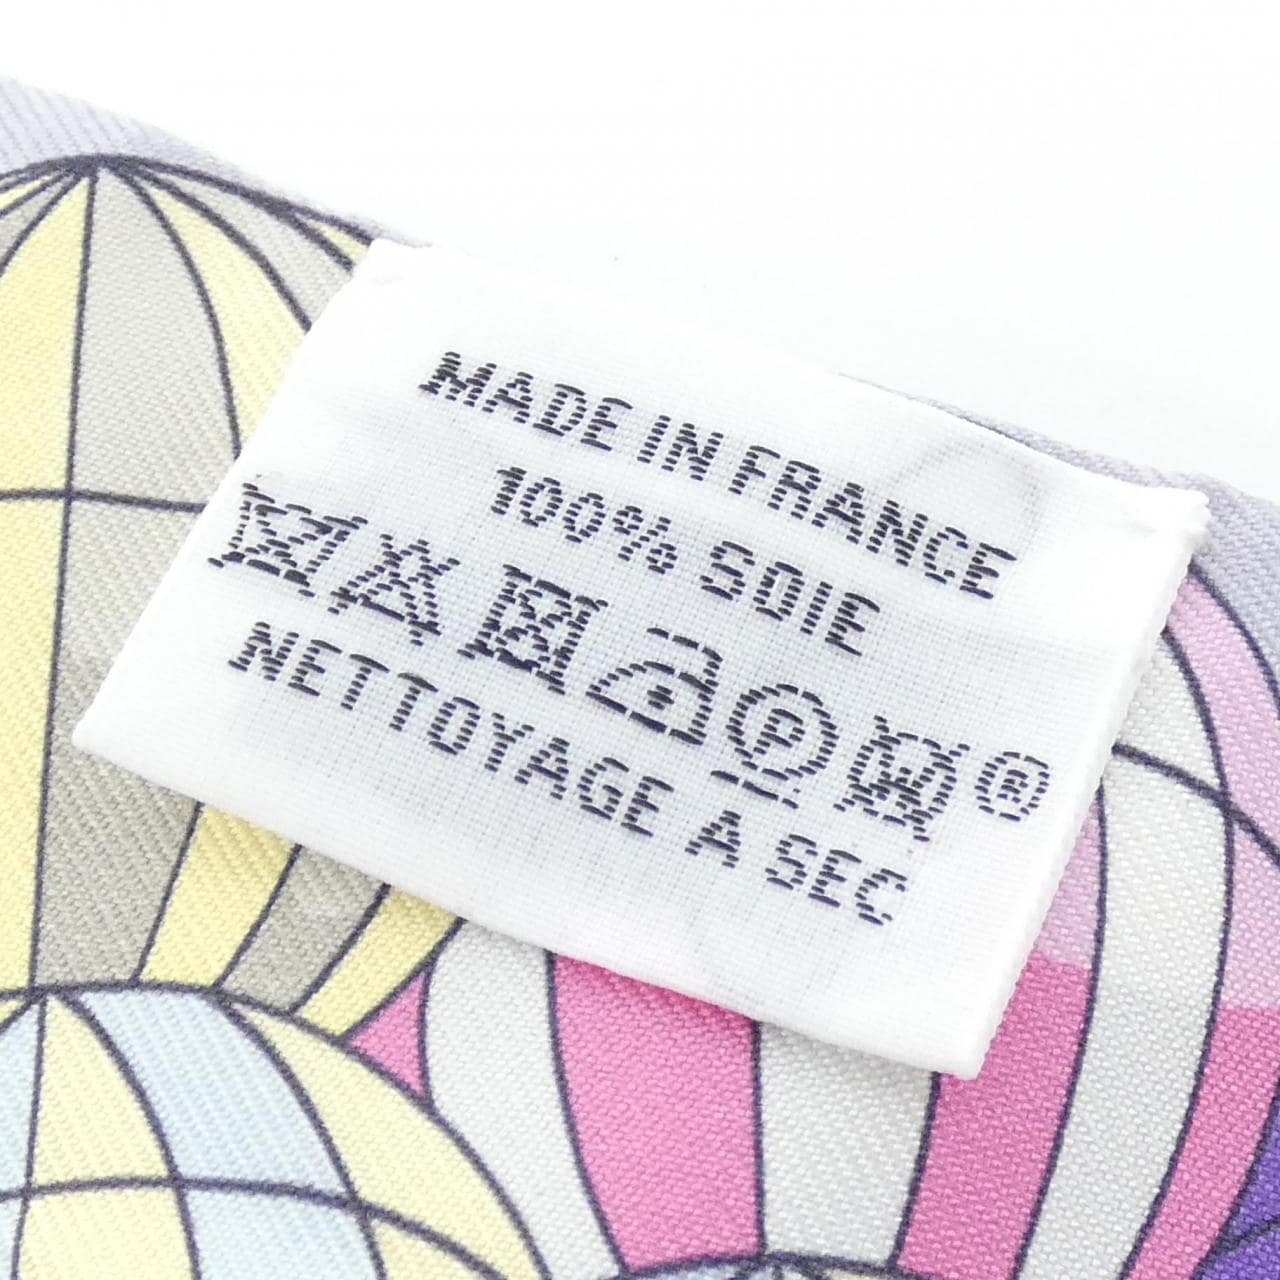 MADE IN FRANCE
100% SOIE
P ®
NETTOYAGE A SEC